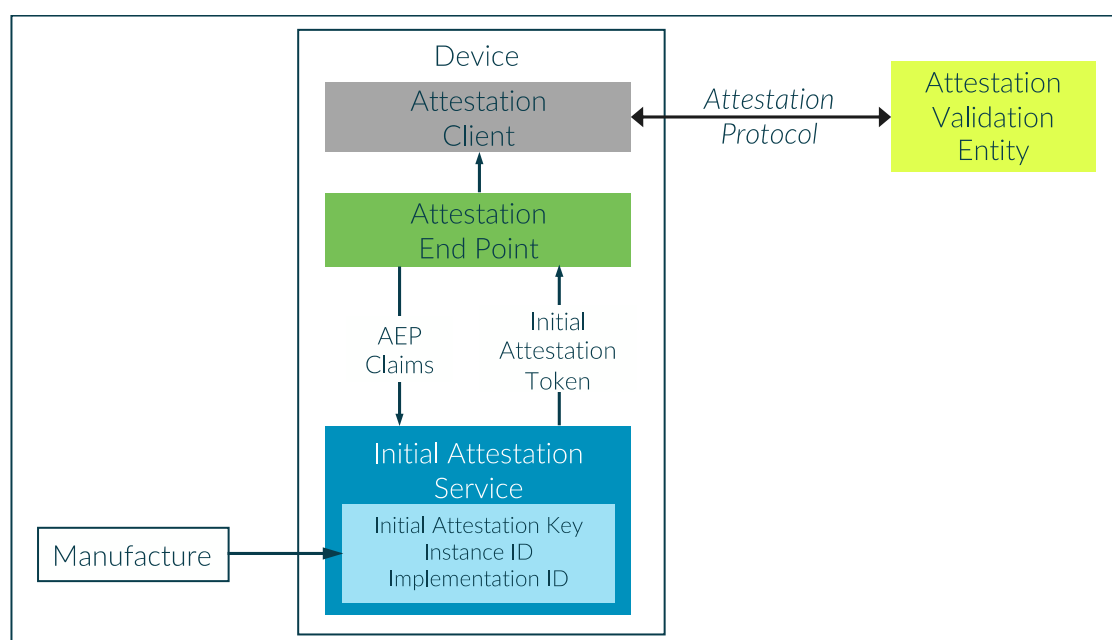 Device
Attestation
Client
Attestation
Protocol
Attestation
Validation
Entity
Attestation
End Point
AEP
Claims
Initial
Attestation
Token
Initial Attestation
Service
Initial Attestation Key
Instance ID
Implementation ID
Manufacture